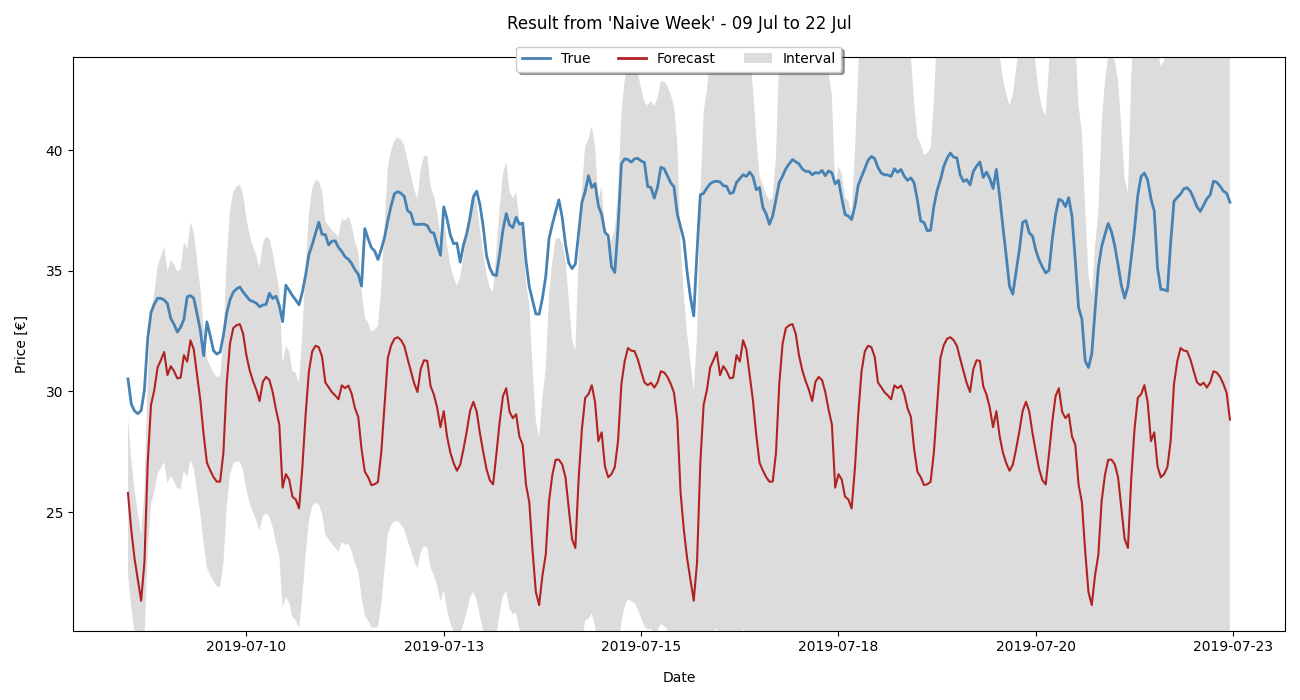 Result from 'Naive Week' - 09 Jul to 22 Jul
True Forecast Interval
Price [€]
40
35
30
25
2019-07-10 2019-07-13 2019-07-15 2019-07-18 2019-07-20 2019-07-23
Date